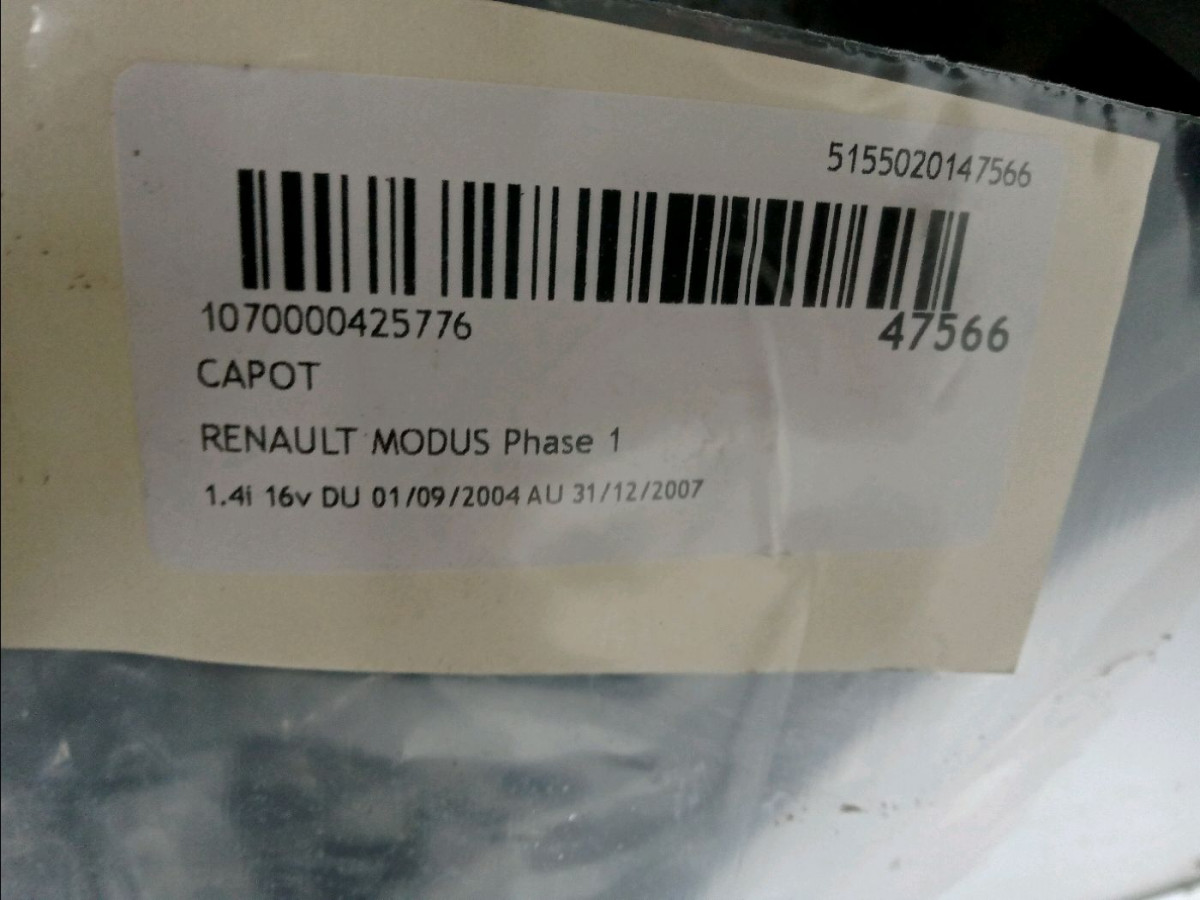 5155020147566
1070000425776
47566
CAPOT
RENAULT MODUS Phase 1
1.4i 16v DU 01/09/2004 AU 31/12/2007